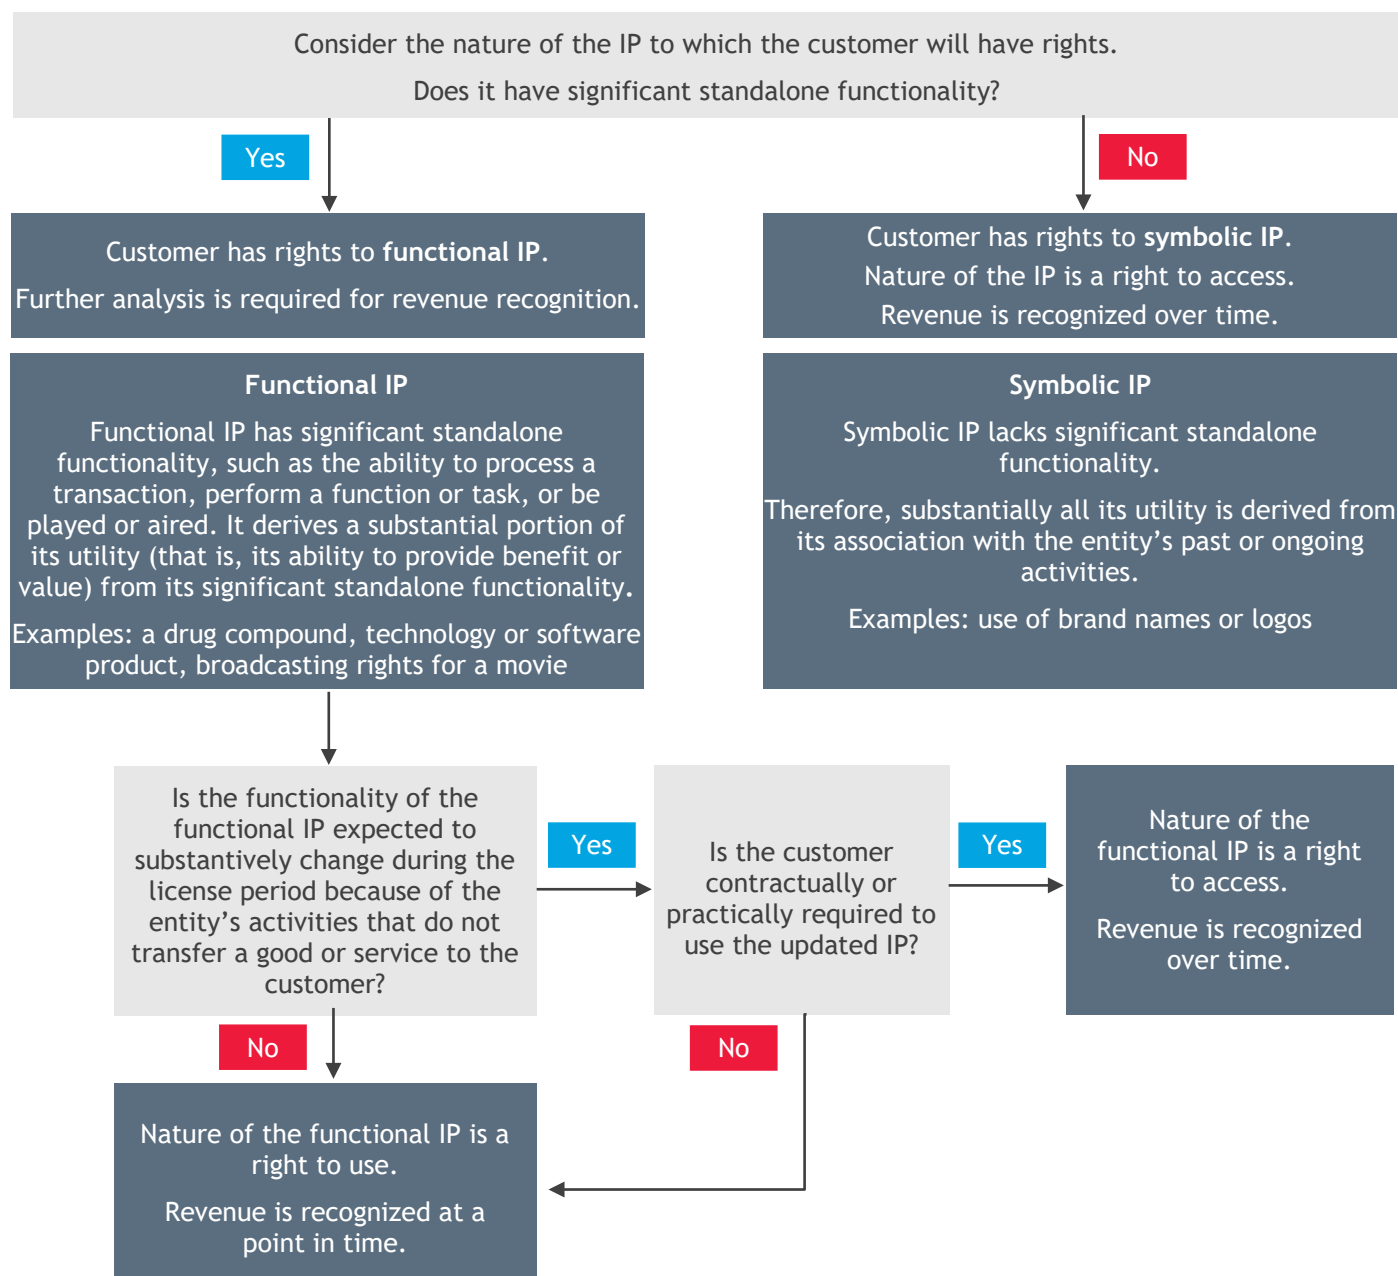 Consider the nature of the IP to which the customer will have rights.
Does it have significant standalone functionality?
Yes
No
Customer has rights to functional IP.
Further analysis is required for revenue recognition.
Customer has rights to symbolic IP.
Nature of the IP is a right to access.
Revenue is recognized over time.
Functional IP
Functional IP has significant standalone
functionality, such as the ability to process a
transaction, perform a function or task, or be
played or aired. It derives a substantial portion of
its utility (that is, its ability to provide benefit or
value) from its significant standalone functionality.
Examples: a drug compound, technology or software
product, broadcasting rights for a movie
Symbolic IP
Symbolic IP lacks significant standalone
functionality.
Therefore, substantially all its utility is derived from
its association with the entity’s past or ongoing
activities.
Examples: use of brand names or logos
Is the functionality of the
functional IP expected to
substantively change during the
license period because of the
entity’s activities that do not
transfer a good or service to the
customer?
Yes
Is the customer
contractually or
practically required to
use the updated IP?
Yes
Nature of the
functional IP is a right
to access.
Revenue is recognized
over time.
No
No
Nature of the functional IP is a
right to use.
Revenue is recognized at a
point in time.